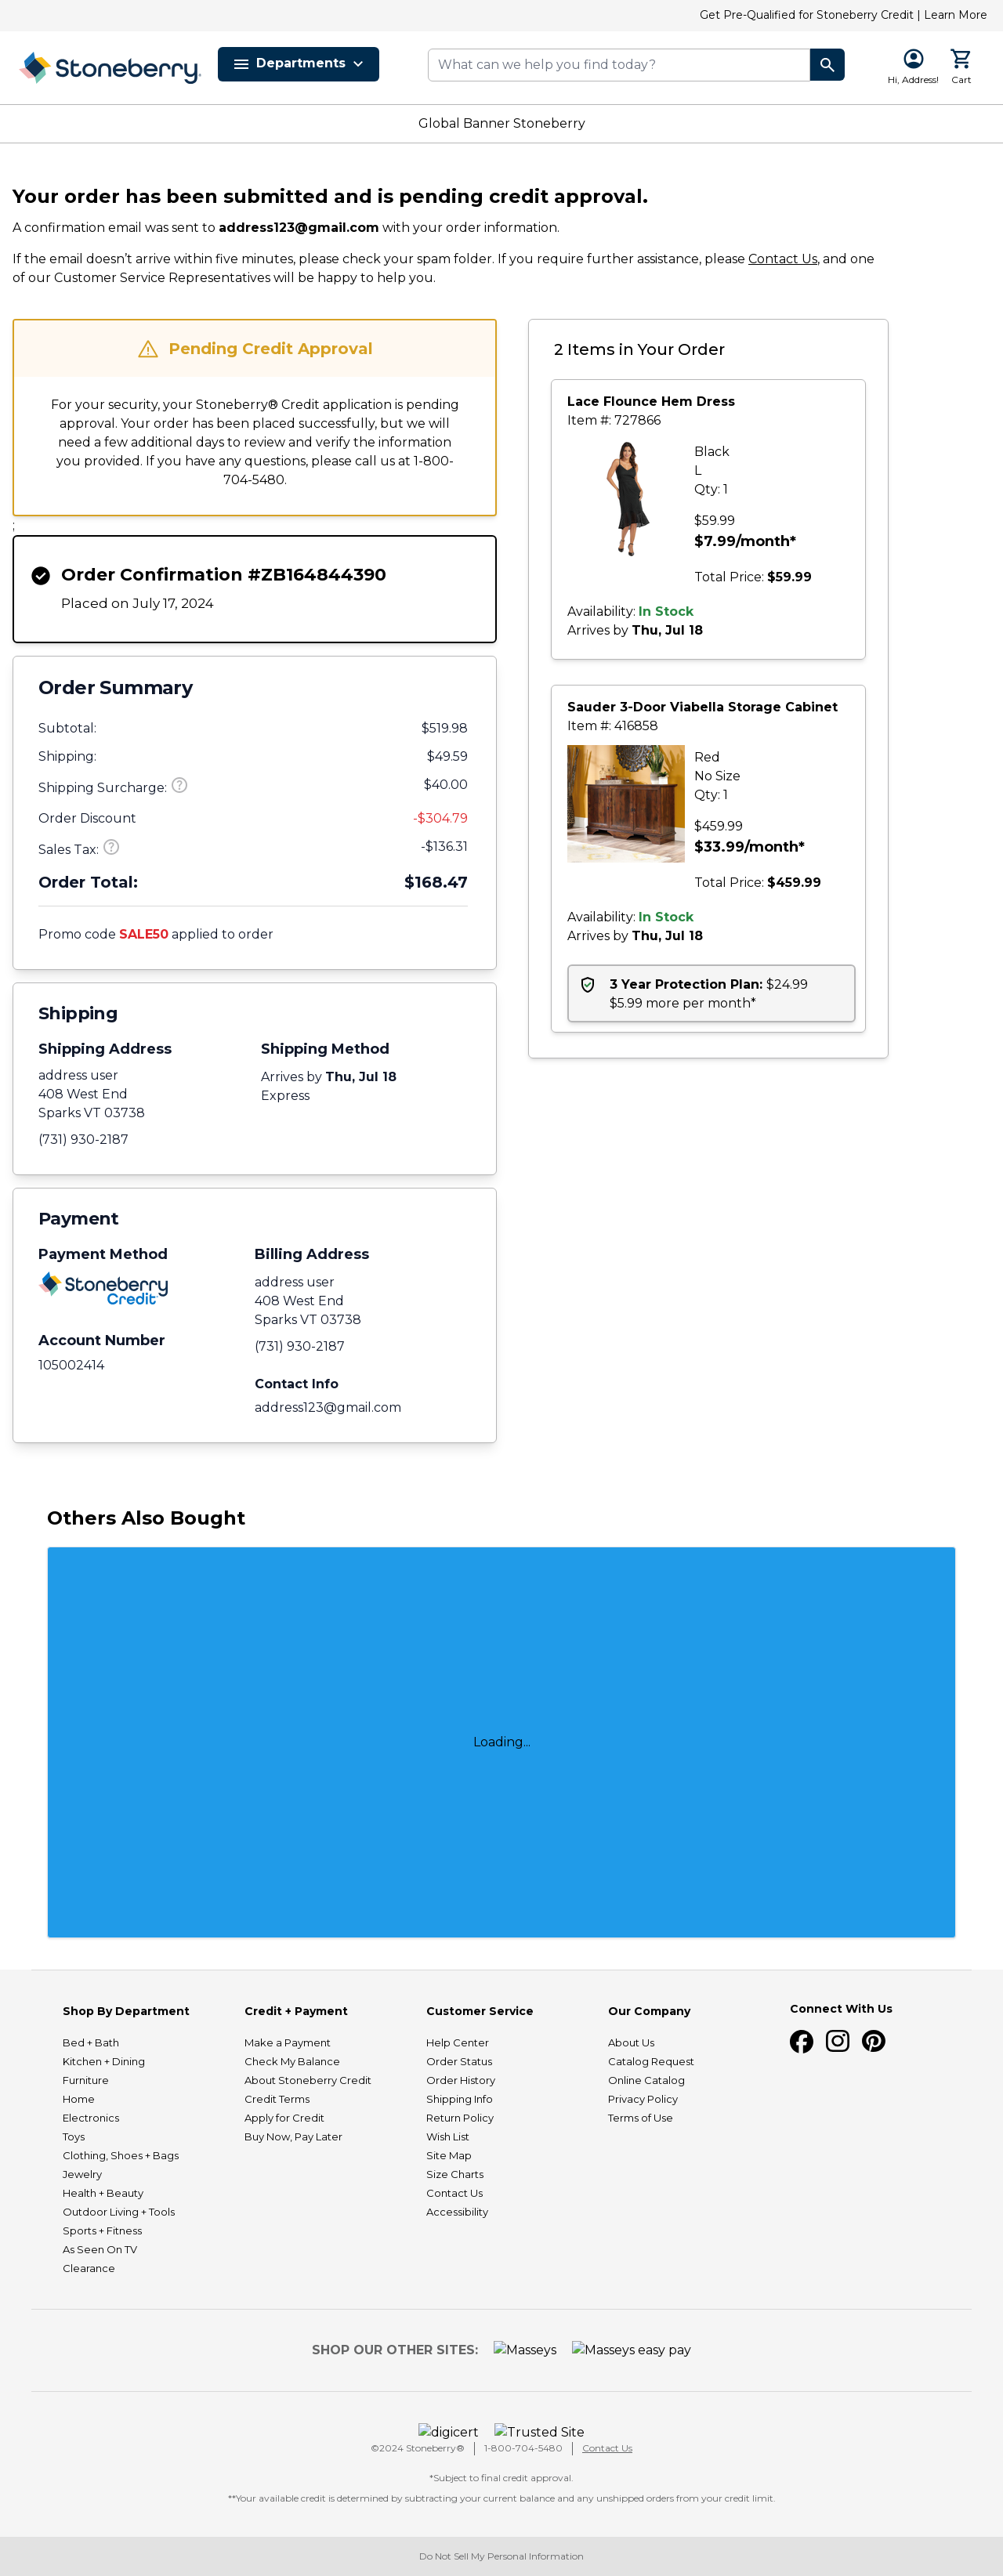 Get Pre-Qualified for Stoneberry Credit | Learn More
Stoneberry
Departments
What can we help you find today?
Hi, Address!
Cart
Global Banner Stoneberry
Your order has been submitted and is pending credit approval.
A confirmation email was sent to address123@gmail.com with your order information.
If the email doesn’t arrive within five minutes, please check your spam folder. If you require further assistance, please Contact Us, and one
of our Customer Service Representatives will be happy to help you.
Pending Credit Approval
For your security, your Stoneberry® Credit application is pending
approval. Your order has been placed successfully, but we will
need a few additional days to review and verify the information
you provided. If you have any questions, please call us at 1-800-
704-5480.
;
Order Confirmation #ZB164844390
Placed on July 17, 2024
Order Summary
Subtotal: $519.98
Shipping: $49.59
Shipping Surcharge: $40.00
Order Discount -$304.79
Sales Tax: -$136.31
Order Total: $168.47
Promo code SALE50 applied to order
Shipping
Shipping Address
address user
408 West End
Sparks VT 03738
(731) 930-2187
Shipping Method
Arrives by Thu, Jul 18
Express
Payment
Payment Method
Stoneberry
Credit
Account Number
105002414
Billing Address
address user
408 West End
Sparks VT 03738
(731) 930-2187
Contact Info
address123@gmail.com
2 Items in Your Order
Lace Flounce Hem Dress
Item #: 727866
Black
L
Qty: 1
$59.99
$7.99/month*
Total Price: $59.99
Availability: In Stock
Arrives by Thu, Jul 18
Sauder 3-Door Viabella Storage Cabinet
Item #: 416858
Red
No Size
Qty: 1
$459.99
$33.99/month*
Total Price: $459.99
Availability: In Stock
Arrives by Thu, Jul 18
3 Year Protection Plan: $24.99
$5.99 more per month*
Others Also Bought
Loading...
Shop By Department
Bed + Bath
Kitchen + Dining
Furniture
Home
Electronics
Toys
Clothing, Shoes + Bags
Jewelry
Health + Beauty
Outdoor Living + Tools
Sports + Fitness
As Seen On TV
Clearance
Credit + Payment
Make a Payment
Check My Balance
About Stoneberry Credit
Credit Terms
Apply for Credit
Buy Now, Pay Later
Customer Service
Help Center
Order Status
Order History
Shipping Info
Return Policy
Wish List
Site Map
Size Charts
Contact Us
Accessibility
Our Company
About Us
Catalog Request
Online Catalog
Privacy Policy
Terms of Use
Connect With Us
SHOP OUR OTHER SITES: Masseys Masseys easy pay
digicert Trusted Site
©2024 Stoneberry® | 1-800-704-5480 | Contact Us
*Subject to final credit approval.
**Your available credit is determined by subtracting your current balance and any unshipped orders from your credit limit.
Do Not Sell My Personal Information